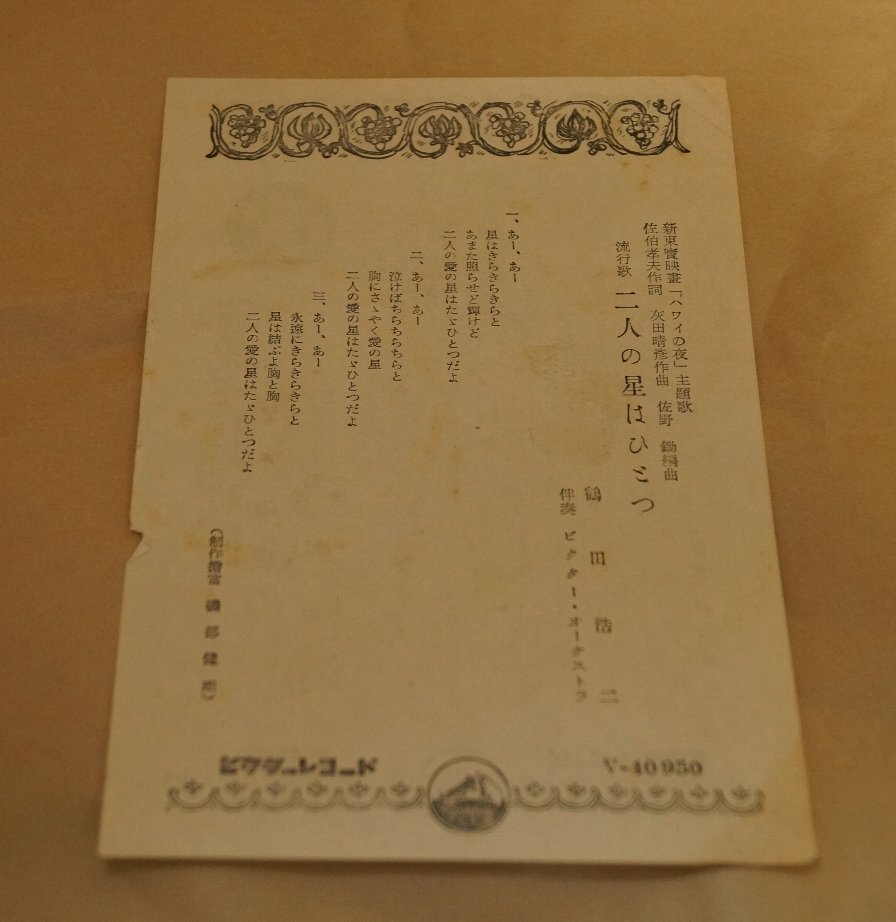 新東寶映畫「ハワイの夜」主題歌
佐伯孝夫作詞 灰田晴彦作曲 佐野 鋤編曲
流行歌 二人の星はひとつ
鶴田浩二
伴奏 ビクター・オーケストラ
一、あー、あー
星はきらきらきらと
あまた照らせど輝けど
二人の愛の星はたゞひとつだよ
二、あー、あー
泣けばちらちらちらと
胸にさゝやく愛の星
二人の愛の星はたゞひとつだよ
三、あー、あー
永遠にきらきらきらと
星は結ぶよ胸と胸
二人の愛の星はたゞひとつだよ
磯部健
ビクターレコード
V-40950